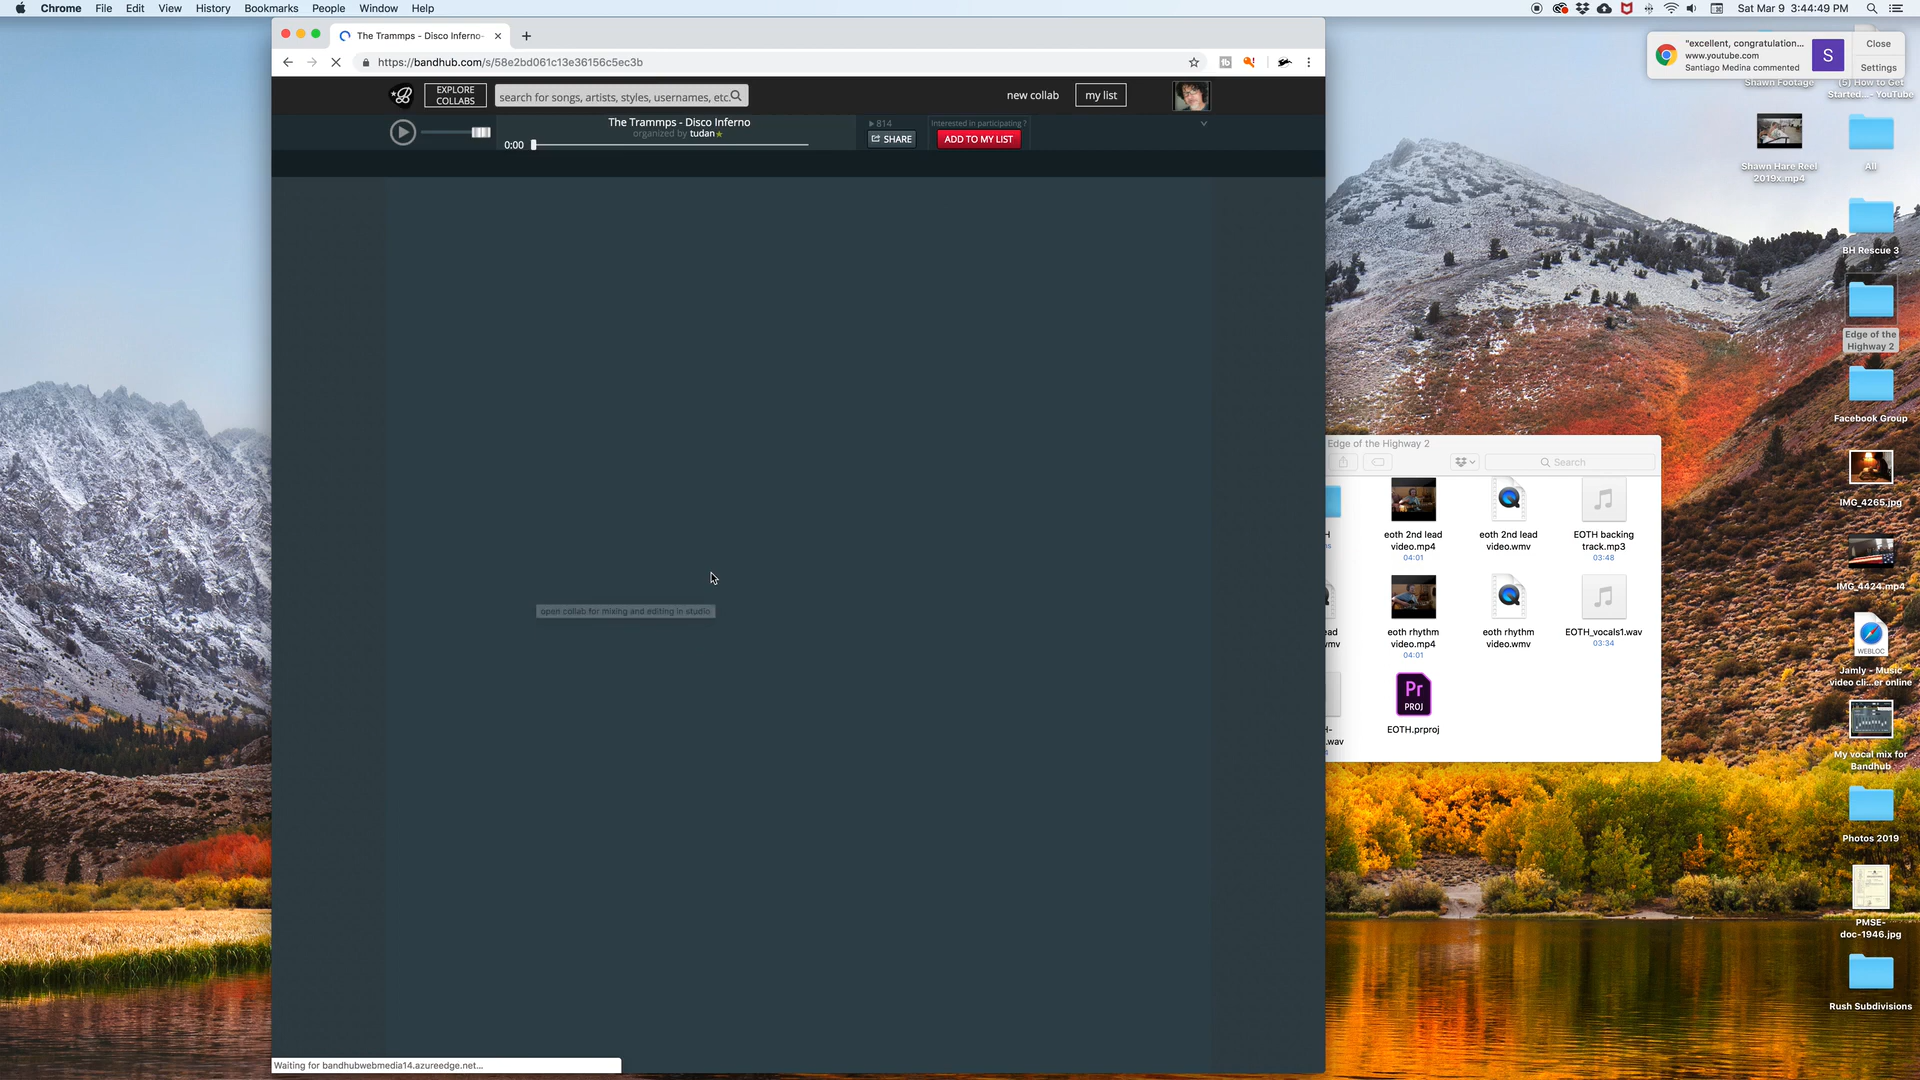 Chrome File Edit View History Bookmarks People Window Help
Sat Mar 9 3:44:49 PM
The Trammps - Disco Inferno-
https://bandhub.com/s/58e2bd061c13e36156c5ec3b
EXPLORE
COLLABS
search for songs, artists, styles, usernames, etc.
new collab
my list
The Trammps - Disco Inferno
organized by tudan
0:00
814
SHARE
Interested in participating ?
ADD TO MY LIST
open collab for mixing and editing in studio
Waiting for bandhubwebmedia14.azureedge.net...
"excellent, congratulation...
www.youtube.com
Santiago Medina commented
S
Close
Settings
Shawn Footage
(5) How to Get
Started...- YouTube
Shawn Hare Reel
2019x.mp4
All
BH Rescue 3
Edge of the
Highway 2
Facebook Group
IMG_4265.jpg
IMG_4424.mp4
WEBLOC
Jamly - Music
video cli...er online
My vocal mix for
Bandhub
Photos 2019
PMSE-
doc-1946.jpg
Rush Subdivisions
Edge of the Highway 2
Search
eoth 2nd lead
video.mp4
04:01
eoth 2nd lead
video.wmv
EOTH backing
track.mp3
03:48
eoth rhythm
video.mp4
04:01
eoth rhythm
video.wmv
EOTH_vocals1.wav
03:34
Pr
PROJ
EOTH.prproj